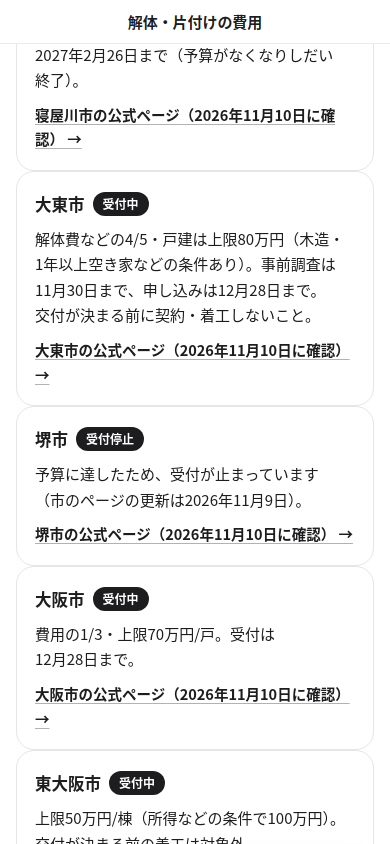 解体・片付けの費用
2027年2月26日まで（予算がなくなりしだい
終了）。
寝屋川市の公式ページ（2026年11月10日に確
認） →
大東市 受付中
解体費などの4/5・戸建は上限80万円（木造・
1年以上空き家などの条件あり）。事前調査は
11月30日まで、申し込みは12月28日まで。
交付が決まる前に契約・着工しないこと。
大東市の公式ページ（2026年11月10日に確認）
→
堺市 受付停止
予算に達したため、受付が止まっています
（市のページの更新は2026年11月9日）。
堺市の公式ページ（2026年11月10日に確認） →
大阪市 受付中
費用の1/3・上限70万円/戸。受付は
12月28日まで。
大阪市の公式ページ（2026年11月10日に確認）
→
東大阪市 受付中
上限50万円/棟（所得などの条件で100万円）。
交付が決まる前の着工は対象外